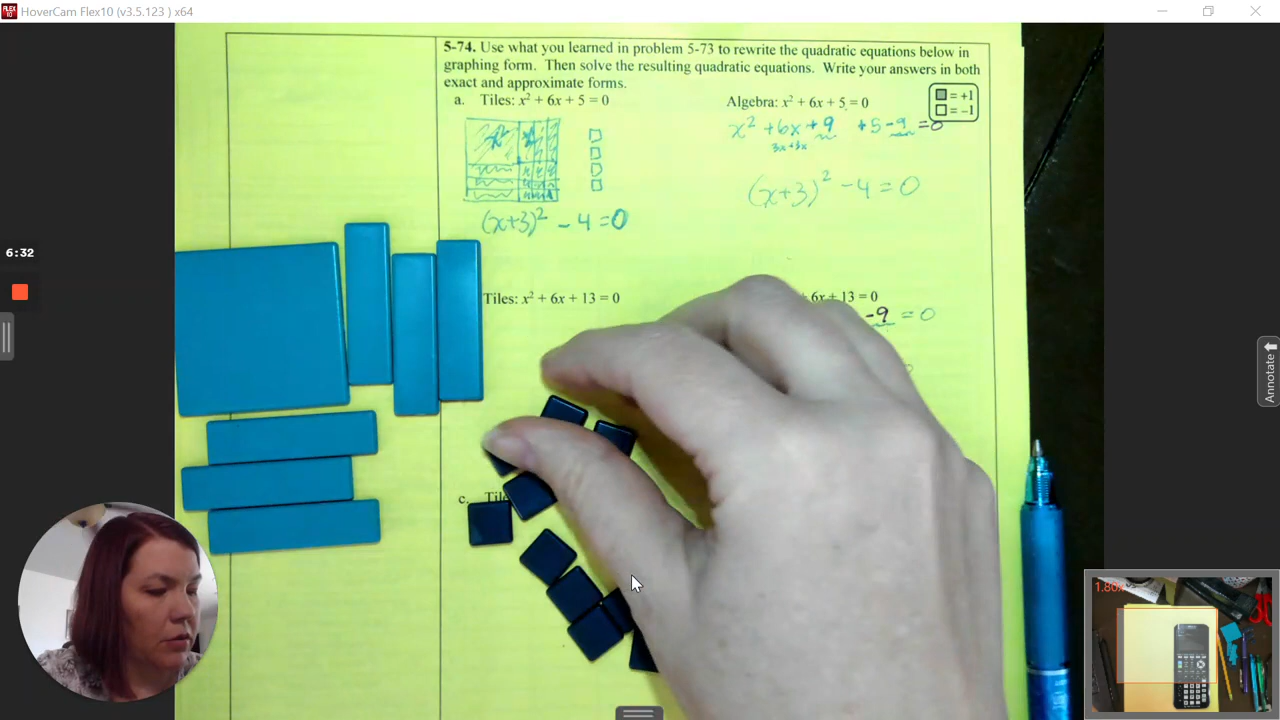 HoverCam Flex10 (v3.5.123 ) x64
5-74. Use what you learned in problem 5-73 to rewrite the quadratic equations below in
graphing form. Then solve the resulting quadratic equations. Write your answers in both
exact and approximate forms.
a. Tiles: x² + 6x + 5 = 0
Algebra: x² + 6x + 5 = 0
= +1
= −1
x² + 6x + 9 + 5 - 9 = 0
3x+3x
(x+3)² - 4 = 0
(x+3)² - 4 = 0
6:32
Tiles: x² + 6x + 13 = 0
6x + 13 = 0
-9 = 0
c.
Annotate
1.80x